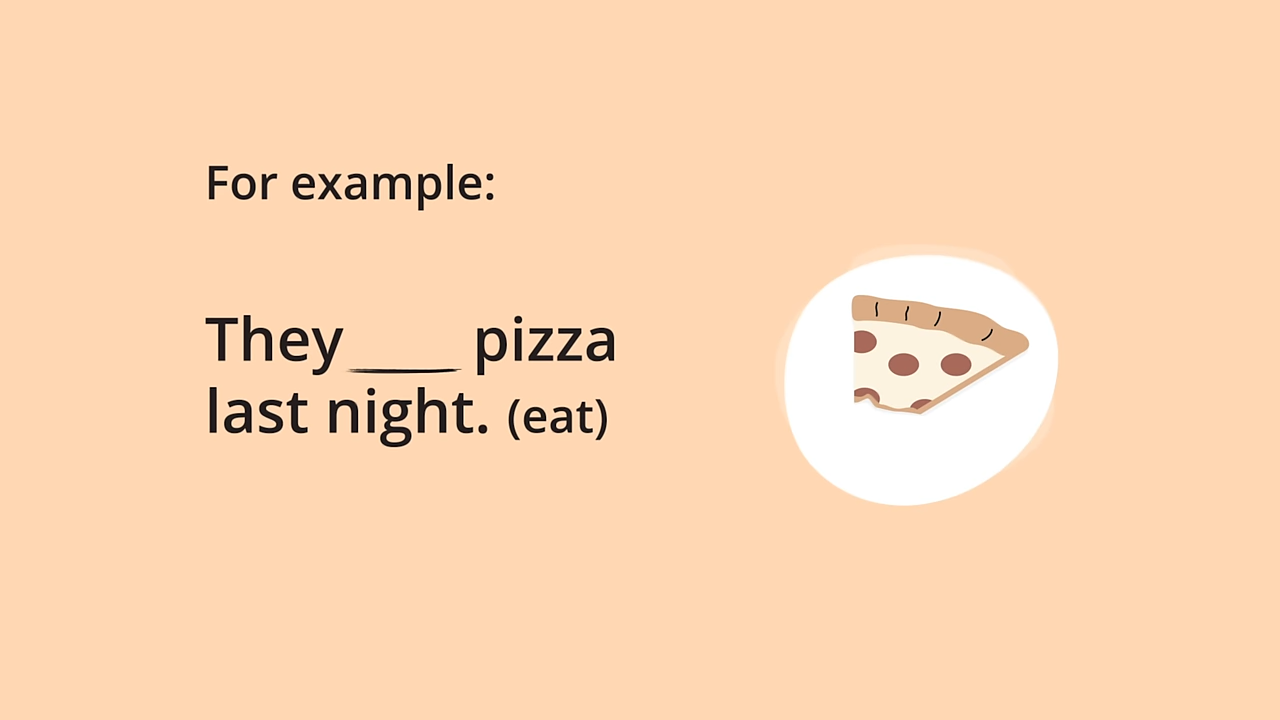 For example:
They ____ pizza
last night. (eat)